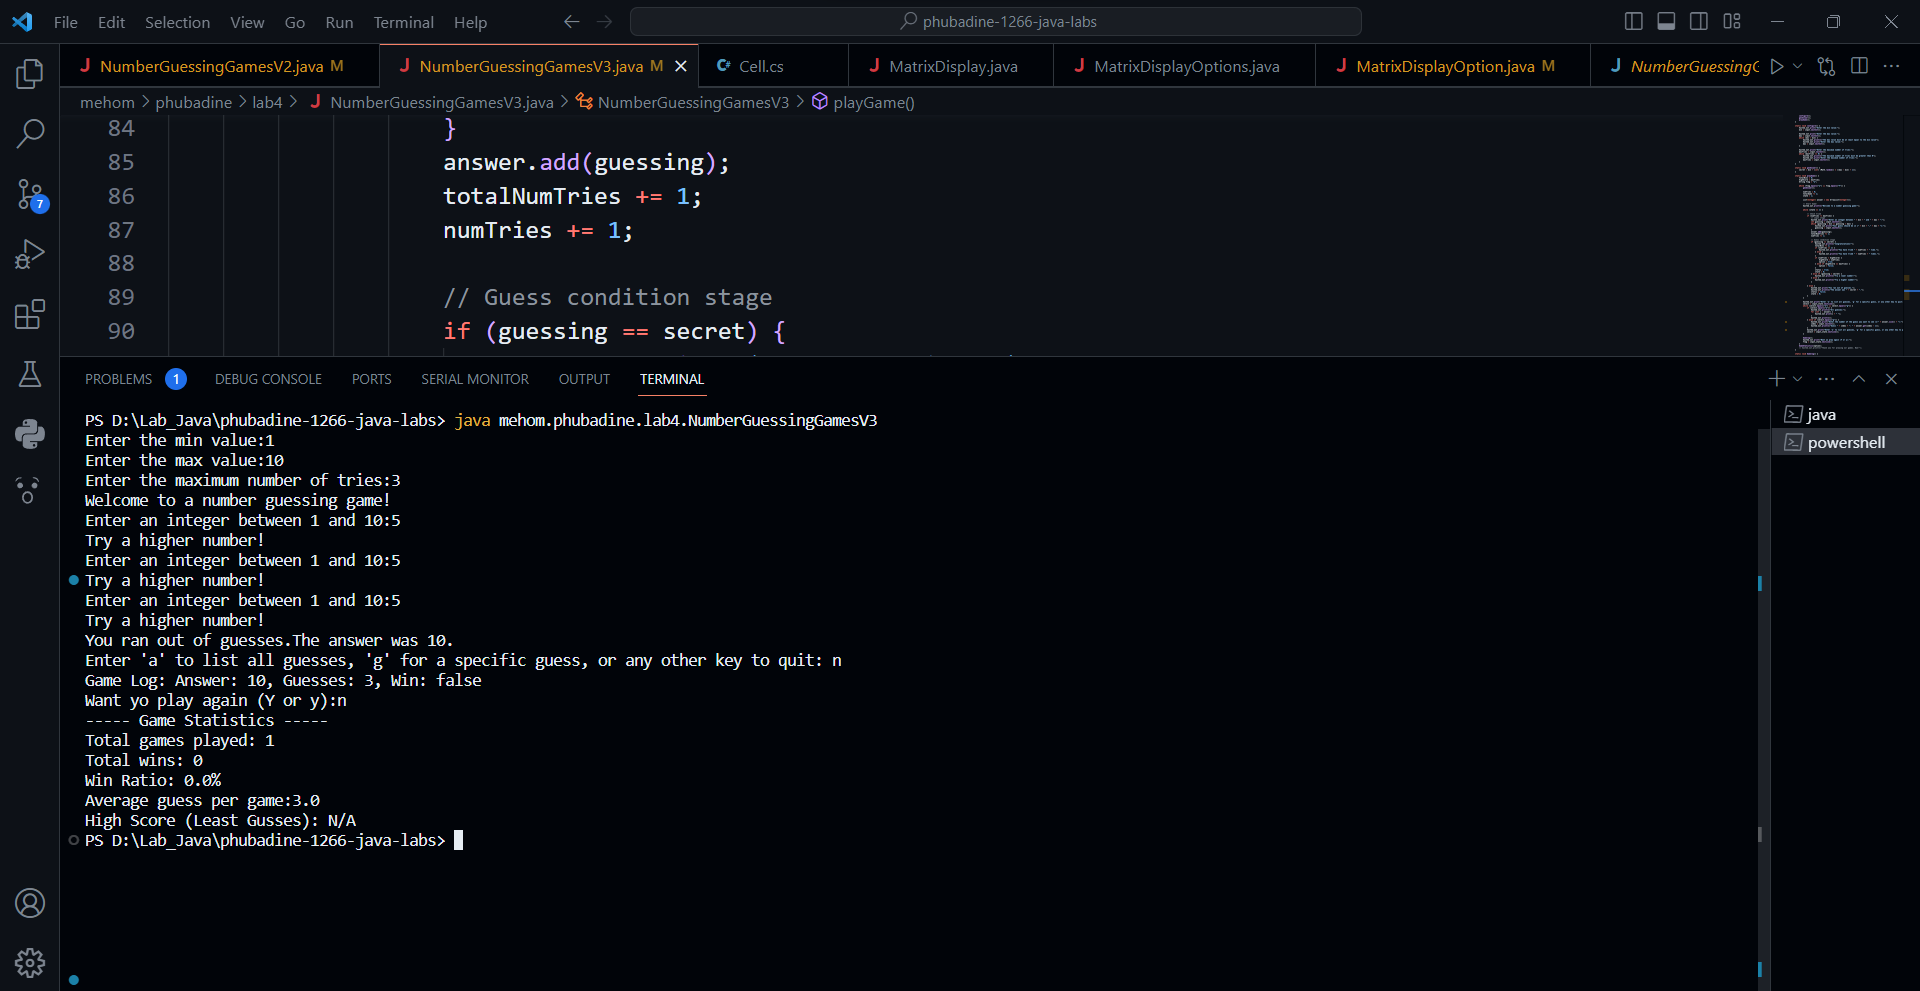 File Edit Selection View Go Run Terminal Help
phubadine-1266-java-labs
NumberGuessingGamesV2.java M
NumberGuessingGamesV3.java M
Cell.cs
MatrixDisplay.java
MatrixDisplayOptions.java
MatrixDisplayOption.java M
NumberGuessingG
mehom > phubadine > lab4 > NumberGuessingGamesV3.java > NumberGuessingGamesV3 > playGame()
84 }
85 answer.add(guessing);
86 totalNumTries += 1;
87 numTries += 1;
88
89 // Guess condition stage
90 if (guessing == secret) {
7
PROBLEMS 1 DEBUG CONSOLE PORTS SERIAL MONITOR OUTPUT TERMINAL
PS D:\Lab_Java\phubadine-1266-java-labs> java mehom.phubadine.lab4.NumberGuessingGamesV3
Enter the min value:1
Enter the max value:10
Enter the maximum number of tries:3
Welcome to a number guessing game!
Enter an integer between 1 and 10:5
Try a higher number!
Enter an integer between 1 and 10:5
Try a higher number!
Enter an integer between 1 and 10:5
Try a higher number!
You ran out of guesses.The answer was 10.
Enter 'a' to list all guesses, 'g' for a specific guess, or any other key to quit: n
Game Log: Answer: 10, Guesses: 3, Win: false
Want yo play again (Y or y):n
----- Game Statistics -----
Total games played: 1
Total wins: 0
Win Ratio: 0.0%
Average guess per game:3.0
High Score (Least Gusses): N/A
PS D:\Lab_Java\phubadine-1266-java-labs>
java
powershell